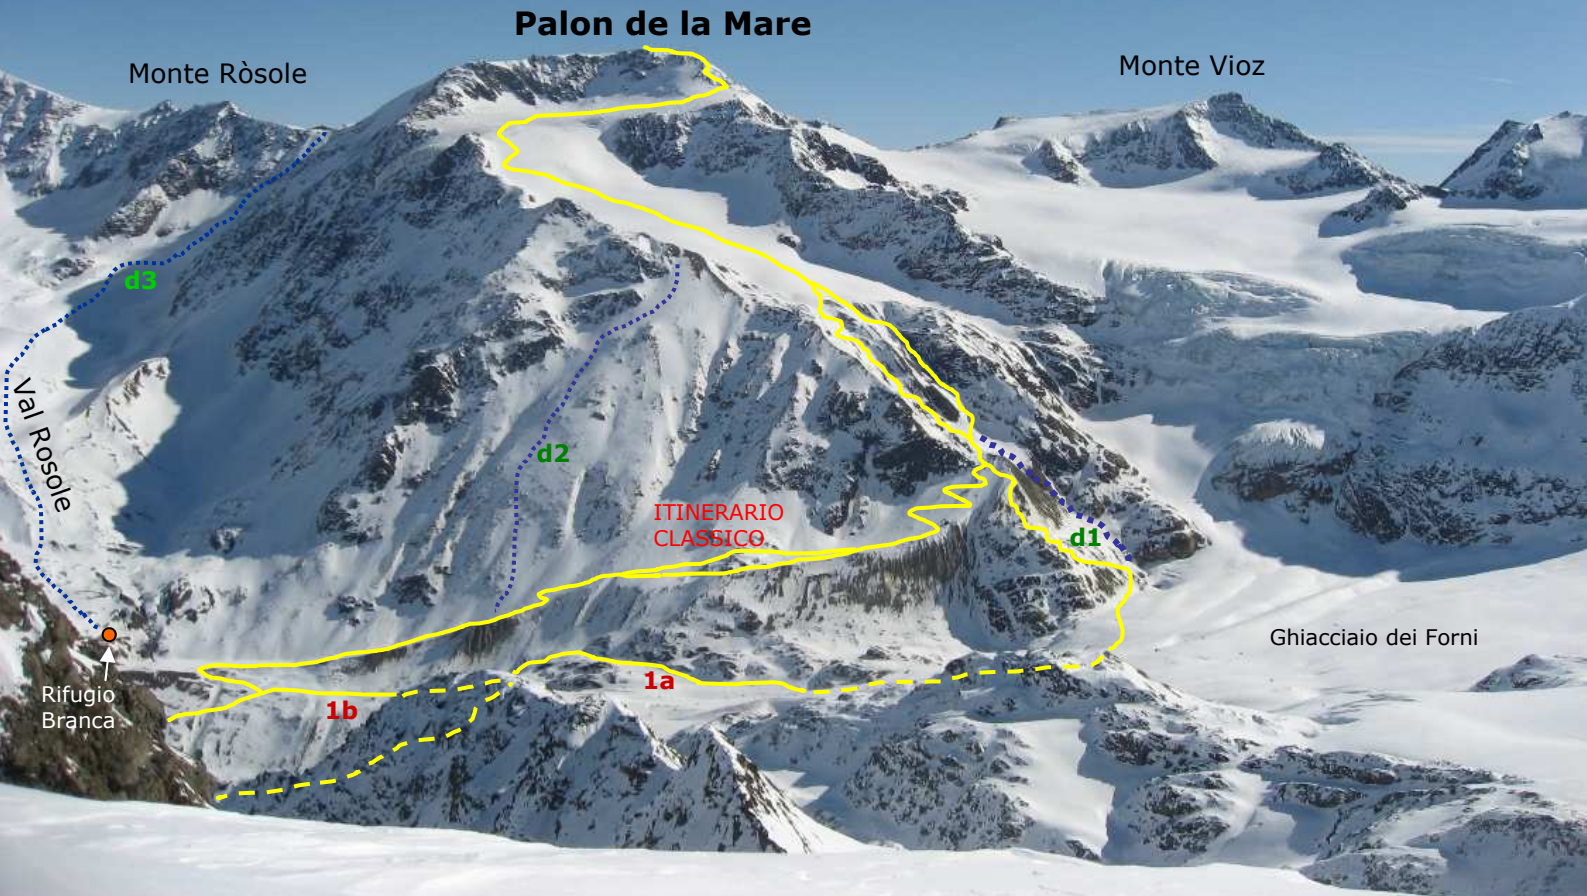 Palon de la Mare
Monte Ròsole
Monte Vioz
d3
Val Rosole
d2
ITINERARIO
CLASSICO
d1
Ghiacciaio dei Forni
Rifugio
Branca
1a
1b